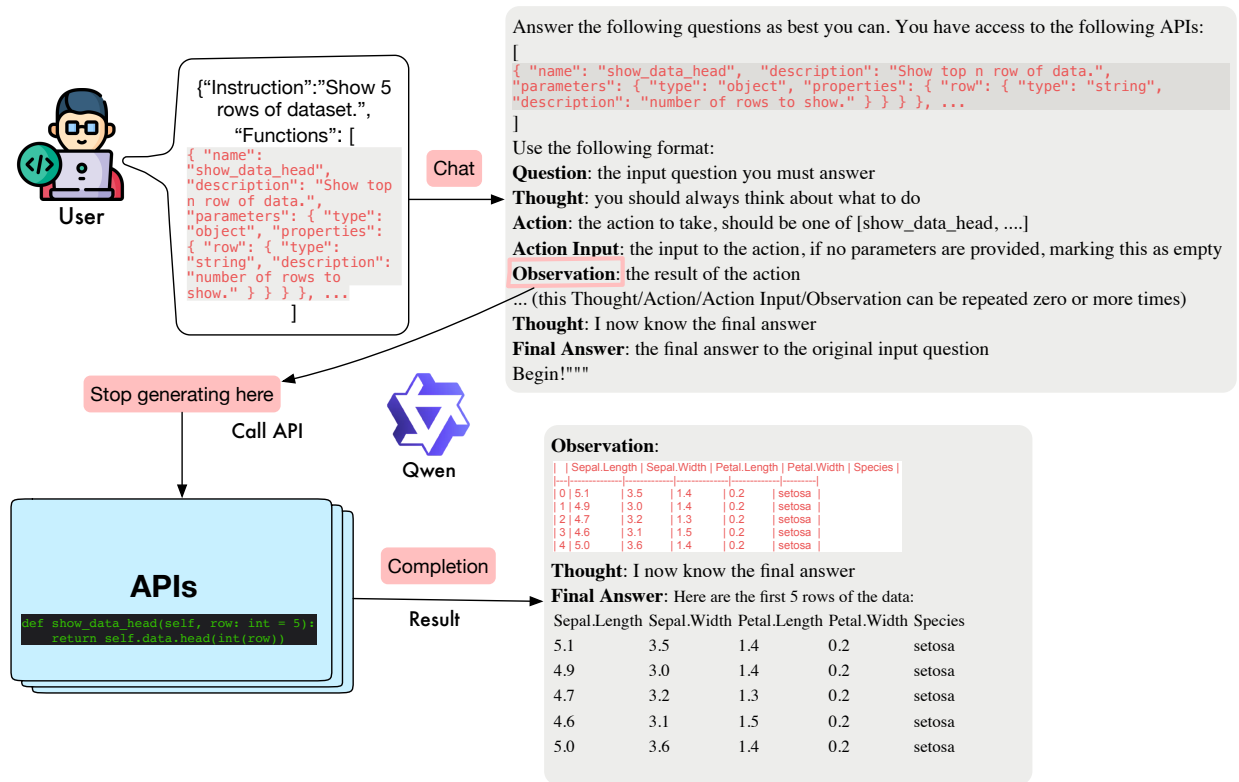 {“Instruction”:”Show 5
rows of dataset.”,
“Functions”: [
{ "name":
"show_data_head",
"description": "Show top
n row of data.",
"parameters": { "type":
"object", "properties":
{ "row": { "type":
"string", "description":
"number of rows to
show." } } } }, ...
]
User
Chat
Answer the following questions as best you can. You have access to the following APIs:
[
{ "name": "show_data_head",  "description": "Show top n row of data.",
"parameters": { "type": "object", "properties": { "row": { "type": "string",
"description": "number of rows to show." } } } }, ...
]
Use the following format:
Question: the input question you must answer
Thought: you should always think about what to do
Action: the action to take, should be one of [show_data_head, ....]
Action Input: the input to the action, if no parameters are provided, marking this as empty
Observation: the result of the action
... (this Thought/Action/Action Input/Observation can be repeated zero or more times)
Thought: I now know the final answer
Final Answer: the final answer to the original input question
Begin!"""
Stop generating here
Call API
Qwen
APIs
def show_data_head(self, row: int = 5):
return self.data.head(int(row))
Completion
Result
Observation:
| | Sepal.Length | Sepal.Width | Petal.Length | Petal.Width | Species |
|---|--------------|-------------|--------------|-------------|---------|
| 0 | 5.1 | 3.5 | 1.4 | 0.2 | setosa |
| 1 | 4.9 | 3.0 | 1.4 | 0.2 | setosa |
| 2 | 4.7 | 3.2 | 1.3 | 0.2 | setosa |
| 3 | 4.6 | 3.1 | 1.5 | 0.2 | setosa |
| 4 | 5.0 | 3.6 | 1.4 | 0.2 | setosa |
Thought: I now know the final answer
Final Answer: Here are the first 5 rows of the data:
Sepal.Length Sepal.Width Petal.Length Petal.Width Species
5.1 3.5 1.4 0.2 setosa
4.9 3.0 1.4 0.2 setosa
4.7 3.2 1.3 0.2 setosa
4.6 3.1 1.5 0.2 setosa
5.0 3.6 1.4 0.2 setosa